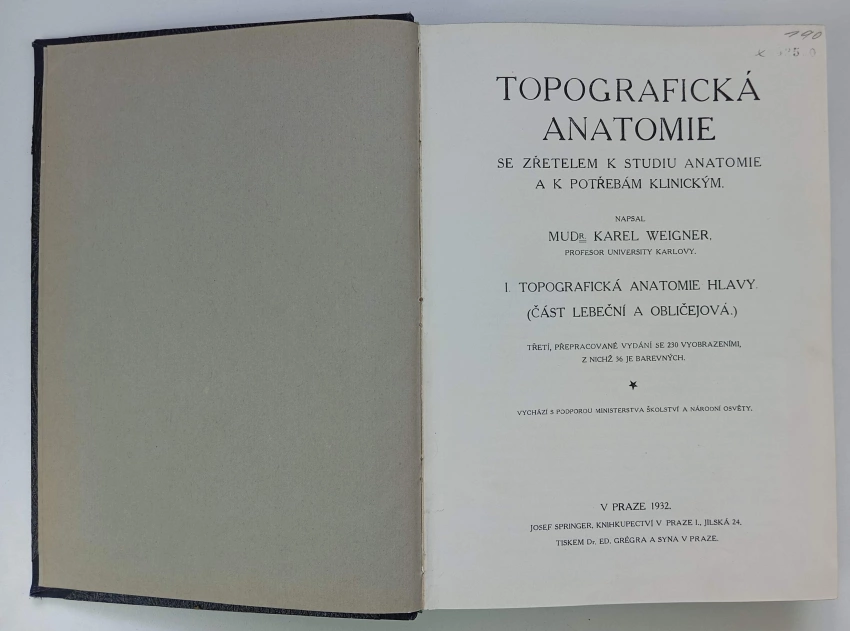 190
TOPOGRAFICKÁ
ANATOMIE
SE ZŘETELEM K STUDIU ANATOMIE
A K POTŘEBÁM KLINICKÝM.
NAPSAL
MUDR. KAREL WEIGNER,
PROFESOR UNIVERSITY KARLOVY.
I. TOPOGRAFICKÁ ANATOMIE HLAVY.
(ČÁST LEBEČNÍ A OBLIČEJOVÁ.)
TŘETÍ, PŘEPRACOVANÉ VYDÁNÍ SE 230 VYOBRAZENÍMI,
Z NICHŽ 36 JE BAREVNÝCH.
VYCHÁZÍ S PODPOROU MINISTERSTVA ŠKOLSTVÍ A NÁRODNÍ OSVĚTY.
V PRAZE 1932.
JOSEF SPRINGER, KNIHKUPECTVÍ V PRAZE I., JILSKÁ 24.
TISKEM Dr. ED. GRÉGRA A SYNA V PRAZE.